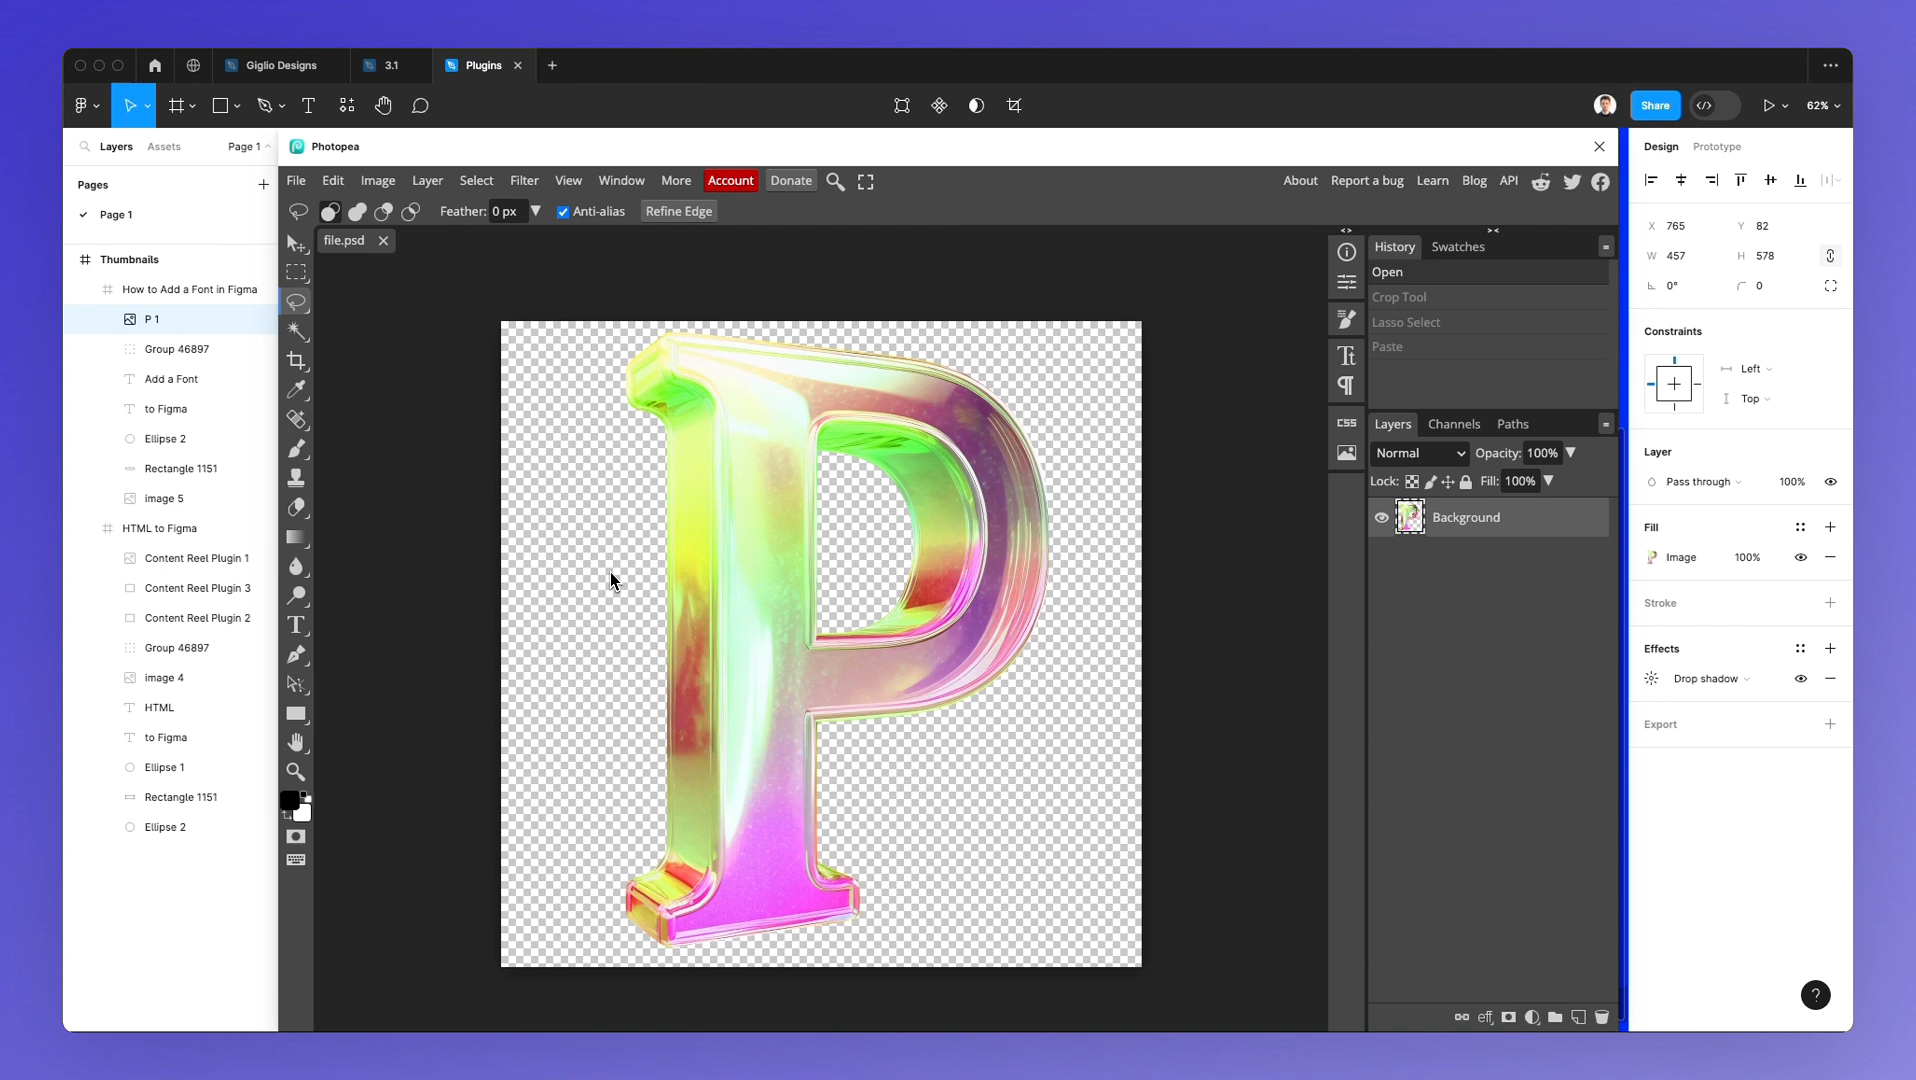 Giglio Designs
3.1
Plugins
Share
62%
Layers
Assets
Page 1
Photopea
Design
Prototype
File
Edit
Image
Layer
Select
Filter
View
Window
More
Account
Donate
About
Report a bug
Learn
Blog
API
Pages
Page 1
Feather: 0 px
Anti-alias
Refine Edge
file.psd
History
Swatches
Open
Crop Tool
Lasso Select
Paste
CSS
Layers
Channels
Paths
Normal
Opacity: 100%
Lock:
Fill: 100%
Background
eff
Thumbnails
How to Add a Font in Figma
P 1
Group 46897
Add a Font
to Figma
Ellipse 2
Rectangle 1151
image 5
HTML to Figma
Content Reel Plugin 1
Content Reel Plugin 3
Content Reel Plugin 2
Group 46897
image 4
HTML
to Figma
Ellipse 1
Rectangle 1151
Ellipse 2
P
X 765
Y 82
W 457
H 578
0°
0
Constraints
Left
Top
Layer
Pass through
100%
Fill
Image
100%
Stroke
Effects
Drop shadow
Export
?